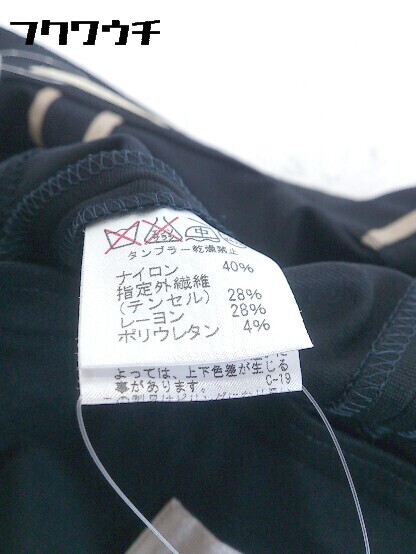 フクワウチ
中
タンブラー乾燥禁止
ナイロン 40%
指定外繊維
(テンセル) 28%
レーヨン 28%
ポリウレタン 4%
よっては、上下色差が生じる
事があります。 C-19